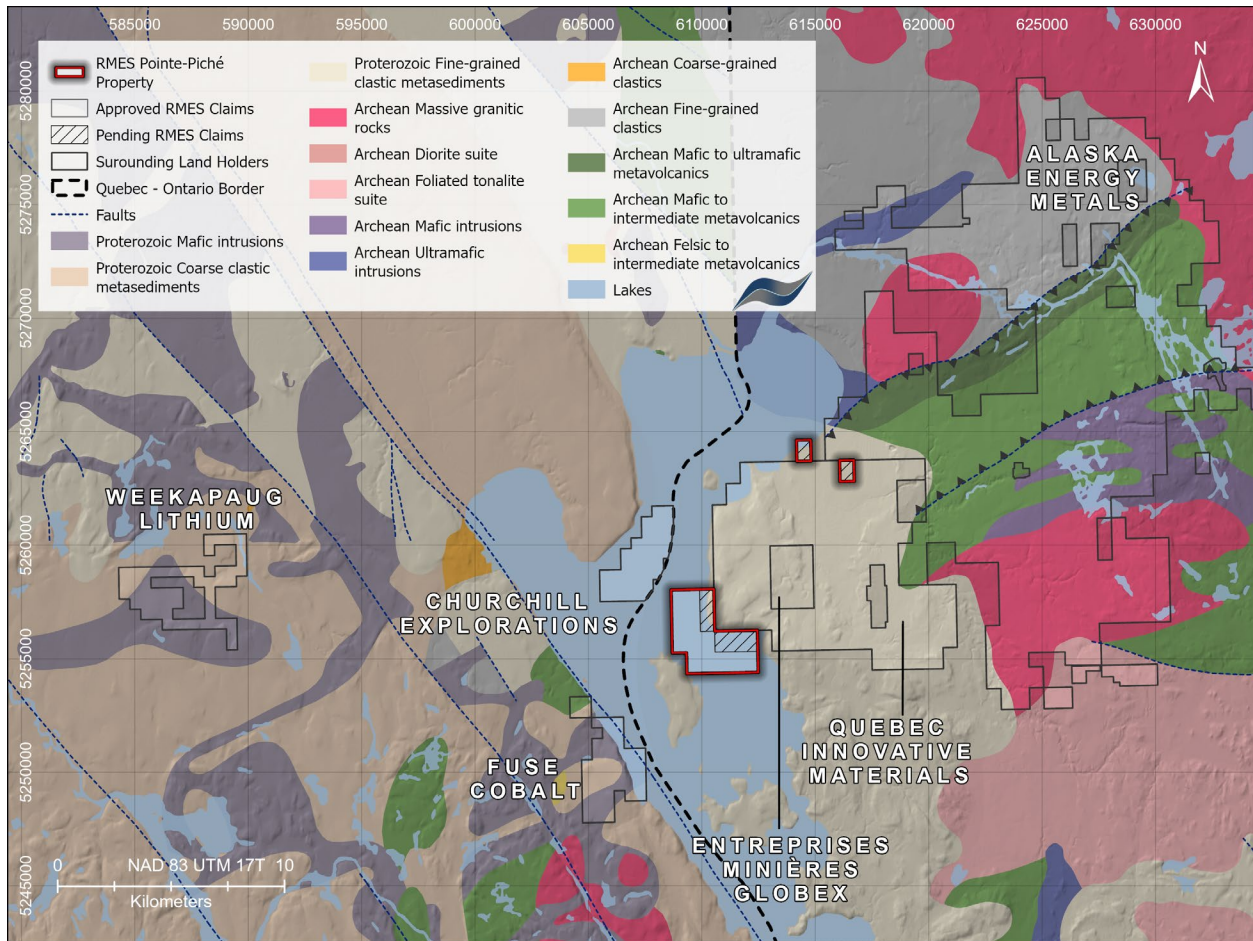 585000 590000 595000 600000 605000 610000 615000 620000 625000 630000
N
RMES Pointe-Piché
Property
Approved RMES Claims
Pending RMES Claims
Surounding Land Holders
Quebec - Ontario Border
Faults
Proterozoic Mafic intrusions
Proterozoic Coarse clastic
metasediments
Proterozoic Fine-grained
clastic metasediments
Archean Massive granitic
rocks
Archean Diorite suite
Archean Foliated tonalite
suite
Archean Mafic intrusions
Archean Ultramafic
intrusions
Archean Coarse-grained
clastics
Archean Fine-grained
clastics
Archean Mafic to ultramafic
metavolcanics
Archean Mafic to
intermediate metavolcanics
Archean Felsic to
intermediate metavolcanics
Lakes
5280000
5275000
5270000
5265000
5260000
5255000
5250000
5245000
ALASKA
ENERGY
METALS
WEEKAPAUG
LITHIUM
CHURCHILL
EXPLORATIONS
FUSE
COBALT
QUEBEC
INNOVATIVE
MATERIALS
ENTREPRISES
MINIÈRES
GLOBEX
0 NAD 83 UTM 17T 10
Kilometers